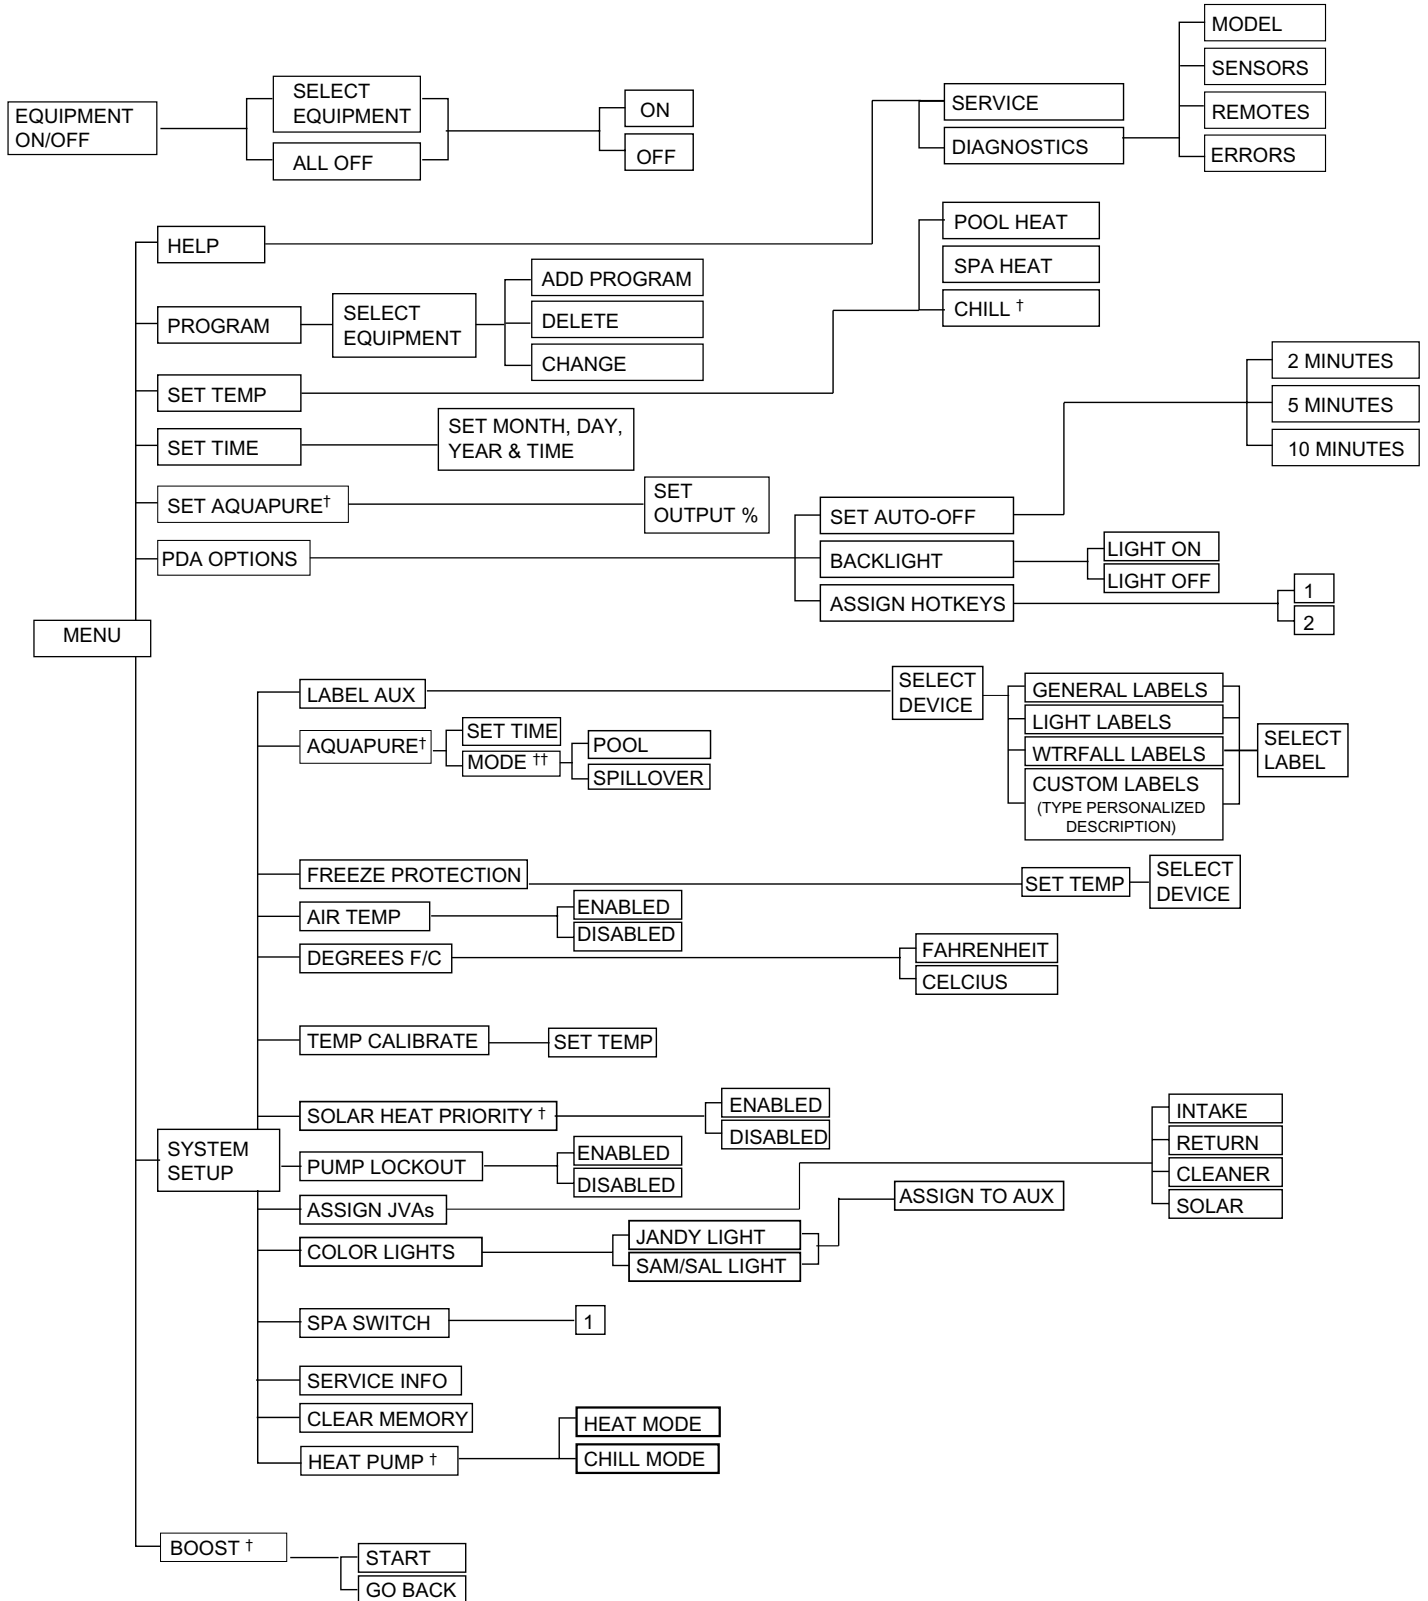 EQUIPMENT
ON/OFF
SELECT
EQUIPMENT
ALL OFF
ON
OFF
SERVICE
DIAGNOSTICS
MODEL
SENSORS
REMOTES
ERRORS
MENU
HELP
PROGRAM
SELECT
EQUIPMENT
ADD PROGRAM
DELETE
CHANGE
POOL HEAT
SPA HEAT
CHILL †
SET TEMP
SET TIME
SET MONTH, DAY,
YEAR & TIME
SET AQUAPURE†
SET
OUTPUT %
PDA OPTIONS
SET AUTO-OFF
2 MINUTES
5 MINUTES
10 MINUTES
BACKLIGHT
LIGHT ON
LIGHT OFF
ASSIGN HOTKEYS
1
2
SYSTEM
SETUP
LABEL AUX
SELECT
DEVICE
GENERAL LABELS
LIGHT LABELS
WTRFALL LABELS
CUSTOM LABELS
(TYPE PERSONALIZED
DESCRIPTION)
SELECT
LABEL
AQUAPURE†
SET TIME
MODE ††
POOL
SPILLOVER
FREEZE PROTECTION
SET TEMP
SELECT
DEVICE
AIR TEMP
ENABLED
DISABLED
DEGREES F/C
FAHRENHEIT
CELCIUS
TEMP CALIBRATE
SET TEMP
SOLAR HEAT PRIORITY †
ENABLED
DISABLED
PUMP LOCKOUT
ENABLED
DISABLED
ASSIGN JVAs
INTAKE
RETURN
CLEANER
SOLAR
COLOR LIGHTS
JANDY LIGHT
SAM/SAL LIGHT
ASSIGN TO AUX
SPA SWITCH
1
SERVICE INFO
CLEAR MEMORY
HEAT PUMP †
HEAT MODE
CHILL MODE
BOOST †
START
GO BACK